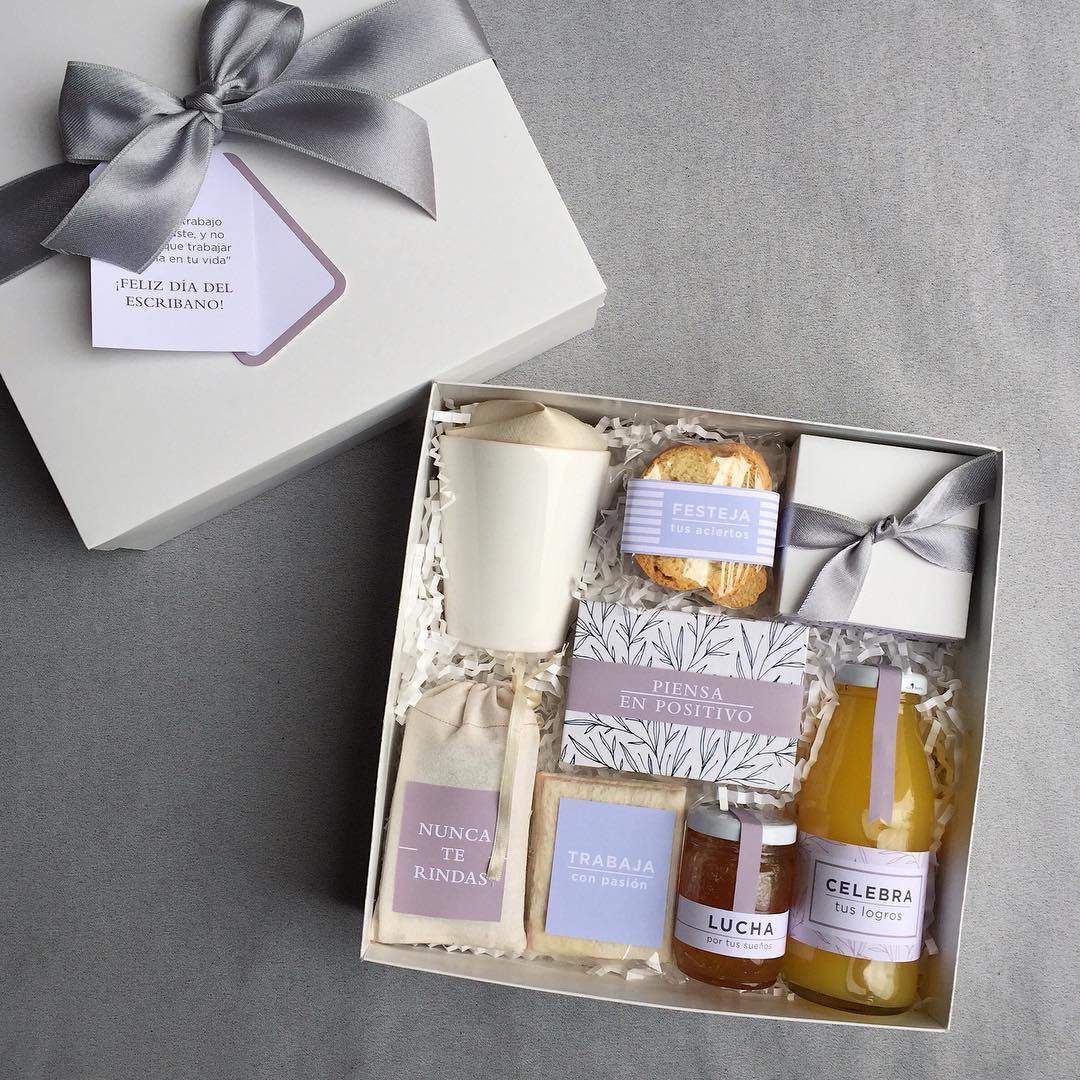 trabajo
y no
que trabajar
en tu vida"
¡FELIZ DÍA DEL
ESCRIBANO!
FESTEJA
tus aciertos
PIENSA
EN POSITIVO
NUNCA
TE
RINDAS
TRABAJA
con pasión
LUCHA
por tus sueños
CELEBRA
tus logros